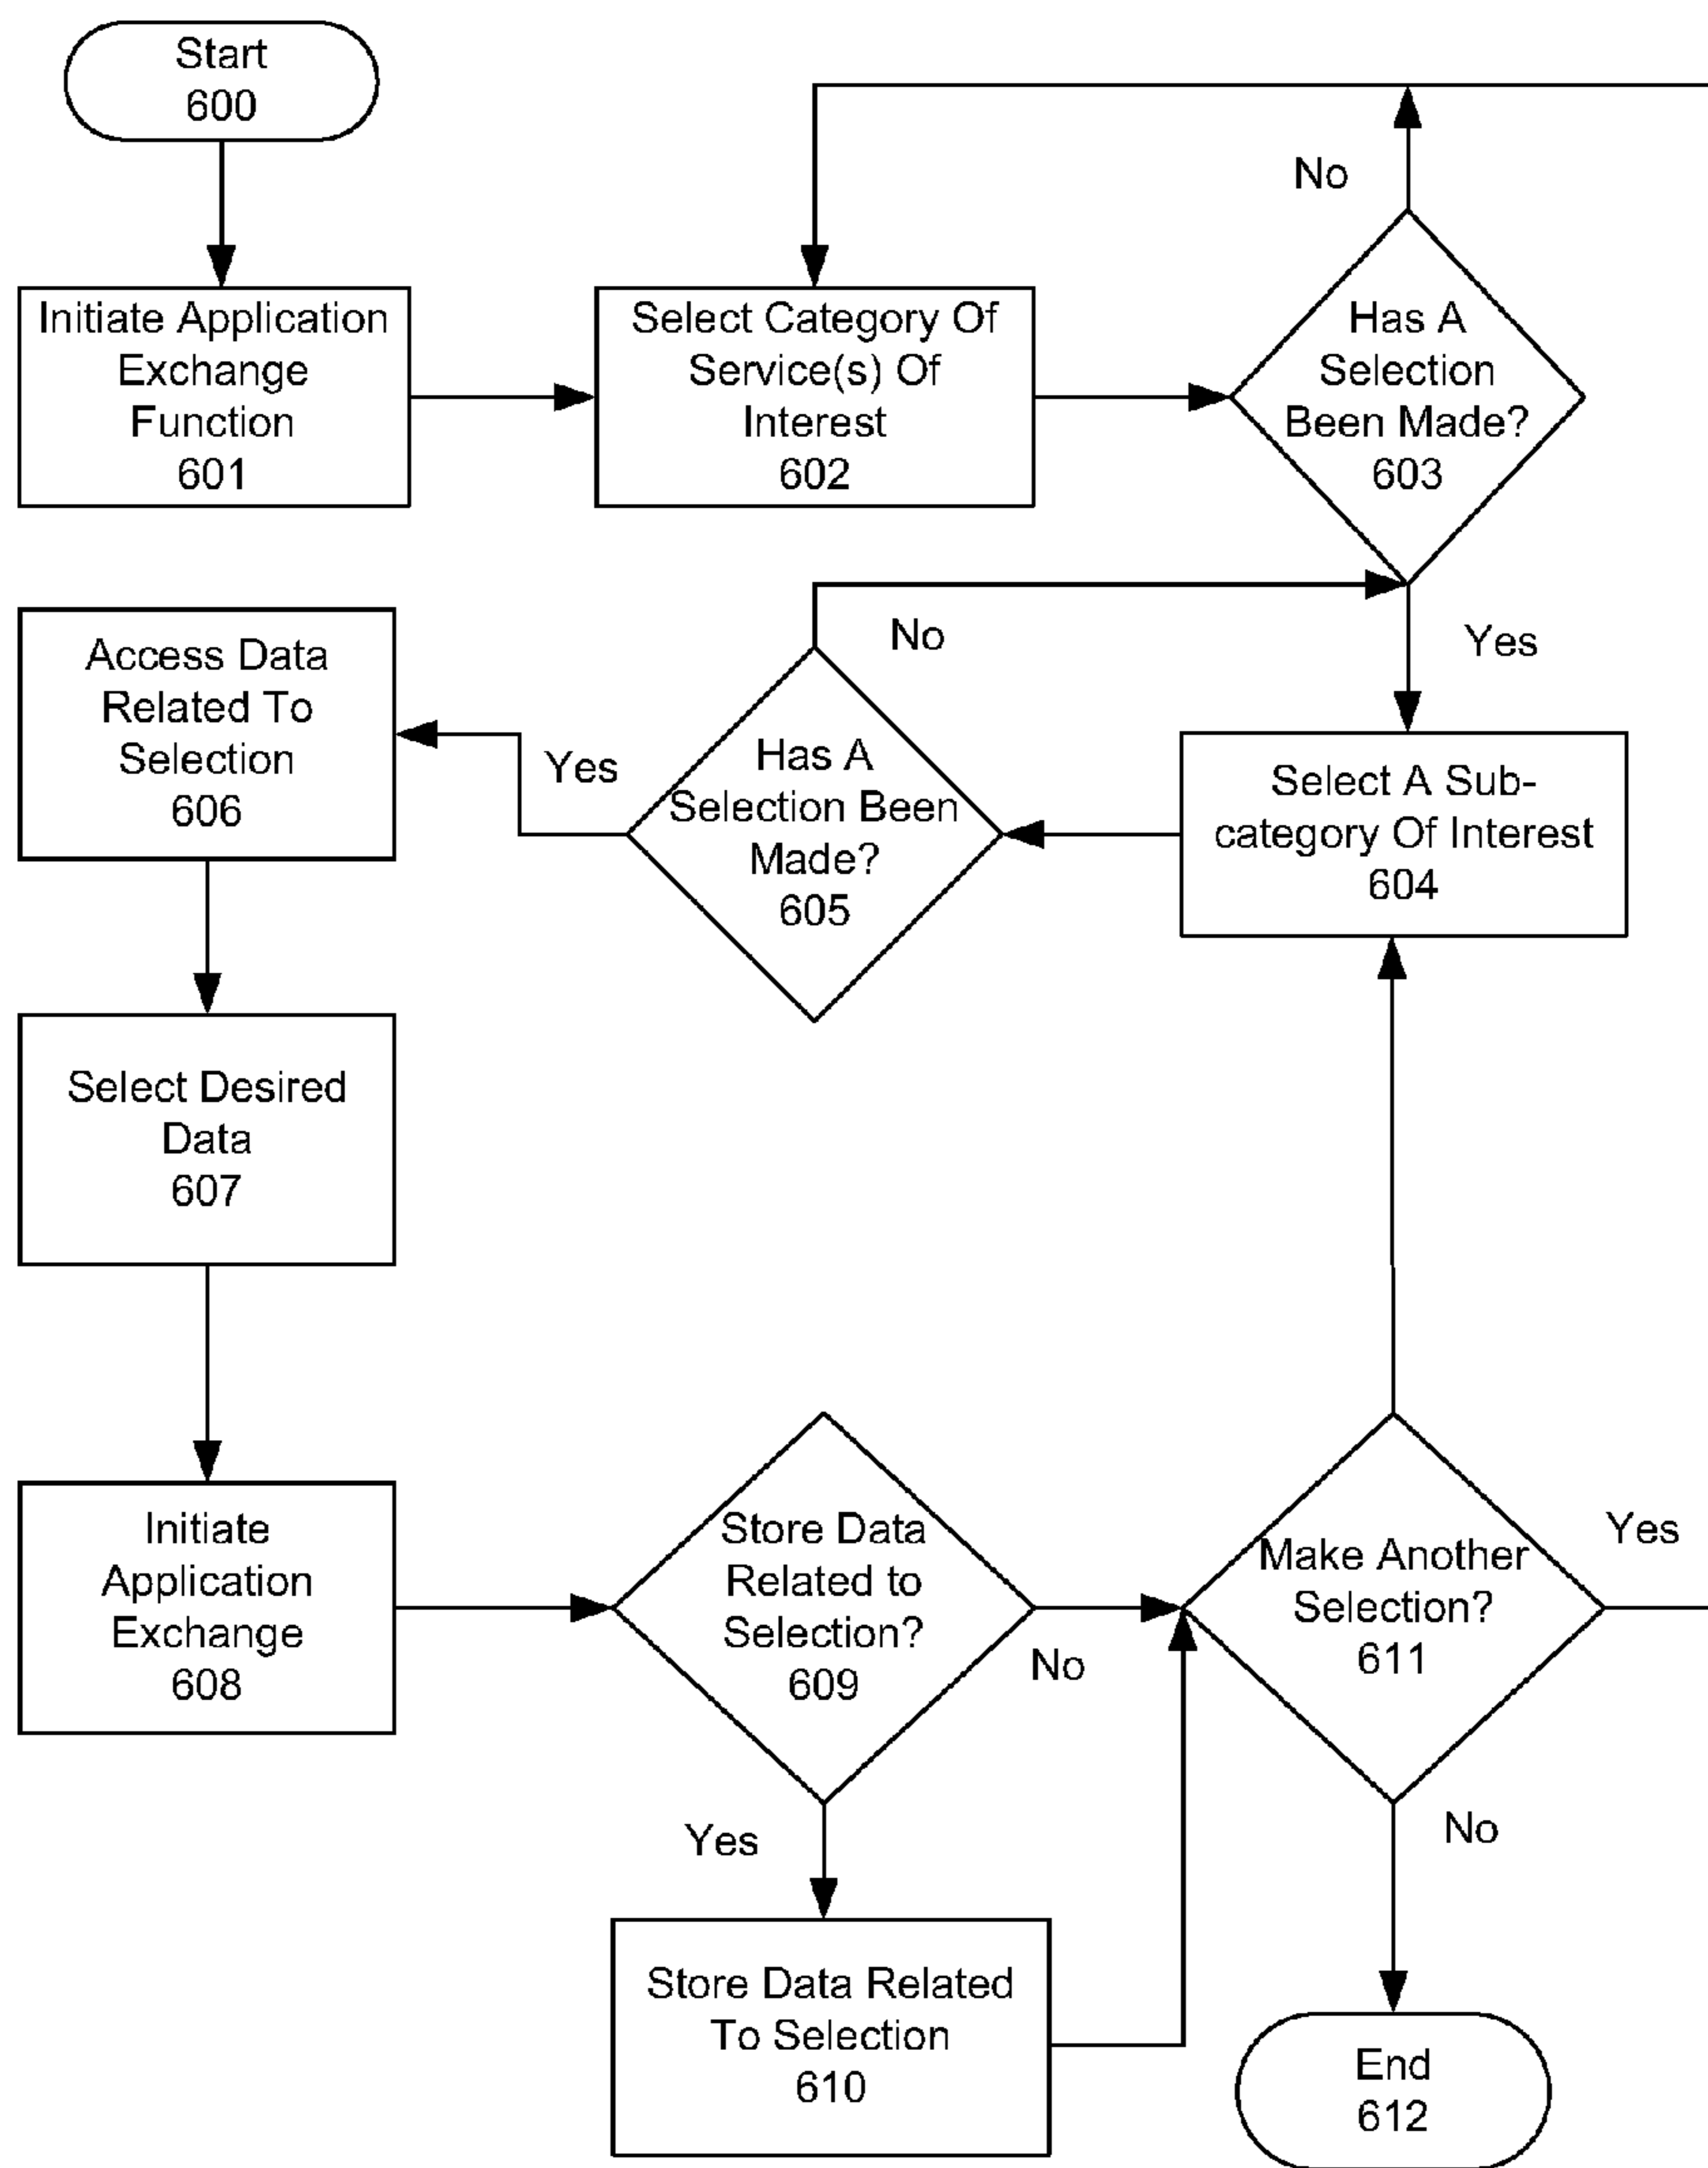 Start
600
No
Initiate Application
Exchange
Function
601
Select Category Of
Service(s) Of
Interest
602
Has A
Selection
Been Made?
603
Access Data
Related To
Selection
606
Yes
No
Has A
Selection Been
Made?
605
Yes
Select A Sub-
category Of Interest
604
Select Desired
Data
607
Initiate
Application
Exchange
608
Store Data
Related to
Selection?
609
No
Make Another
Selection?
611
Yes
Yes
No
Store Data Related
To Selection
610
End
612